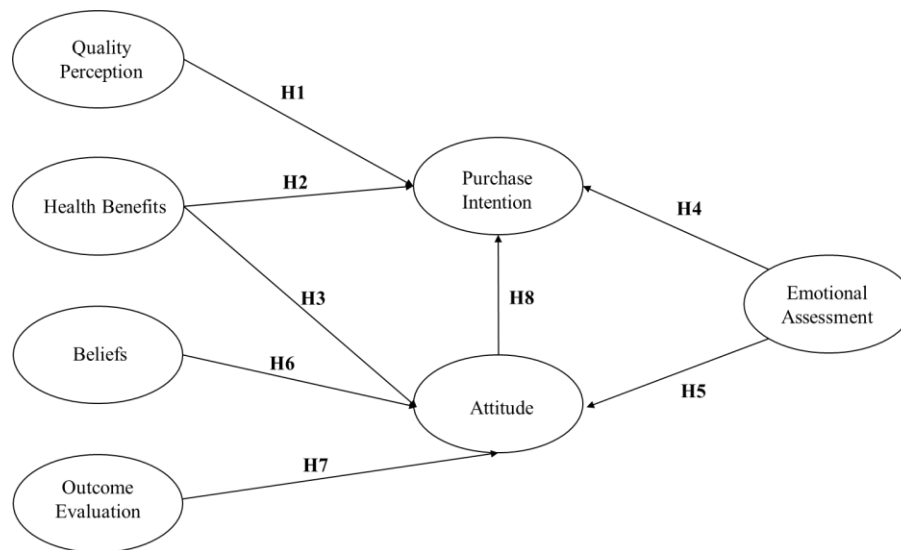 Quality
Perception
H1
Health Benefits
H2
Purchase
Intention
H4
H3
H8
Emotional
Assessment
Beliefs
H6
Attitude
H5
H7
Outcome
Evaluation